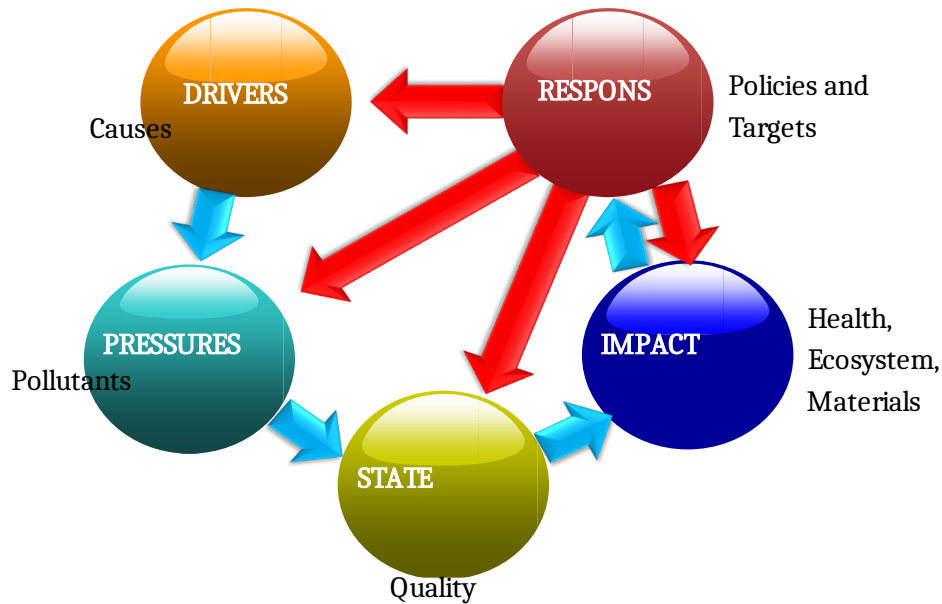 DRIVERS
Causes
RESPONS
Policies and
Targets
PRESSURES
Pollutants
IMPACT
Health,
Ecosystem,
Materials
STATE
Quality